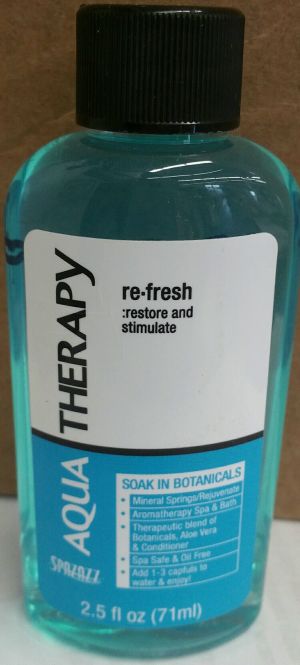 AQUA THERAPY
re·fresh
:restore and
stimulate
SOAK IN BOTANICALS
• Mineral Springs/Rejuvenate
• Aromatherapy Spa & Bath
• Therapeutic blend of
Botanicals, Aloe Vera
& Conditioner
• Spa Safe & Oil Free
• Add 1-3 capfuls to
water & enjoy!
SPAZAZZ
2.5 fl oz (71ml)